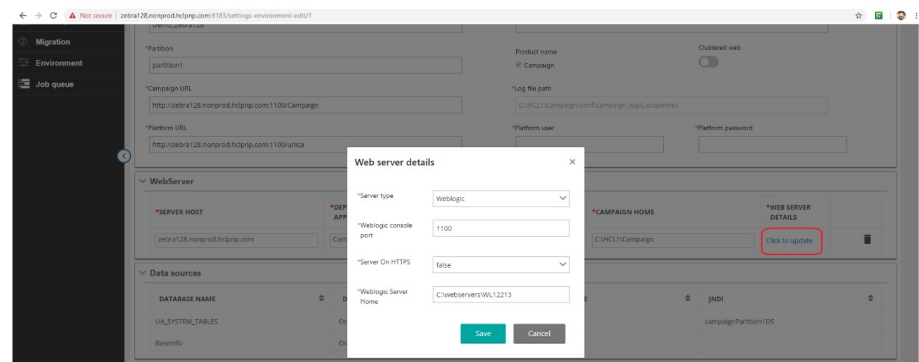 Not secure | zebra128.nonprod.hclpnp.com:8183/settings-environment-edit/1
Demo_zebra128
Migration
Environment
Job queue
*Partition
Product name
Clustered web
partition1
Campaign
*Campaign URL
*Log file path
http://zebra128.nonprod.hclpnp.com:1100/Campaign
C:\HCL1\Campaign\conf\campaign_log4j.properties
*Platform URL
*Platform user
*Platform password
http://zebra128.nonprod.hclpnp.com:1100/unica
Web server details
×
WebServer
*Server type
Weblogic
*SERVER HOST
*CAMPAIGN HOME
*WEB SERVER
DETAILS
*Weblogic console
port
1100
zebra128.nonprod.hclpnp.com
C:\HCL1\Campaign
Click to update
*Server On HTTPS
false
Data sources
*Weblogic Server
Home
C:\webservers\WL12213
DATABASE NAME
JNDI
UA_SYSTEM_TABLES
campaignPartition1DS
Save
Cancel
BaseInfo